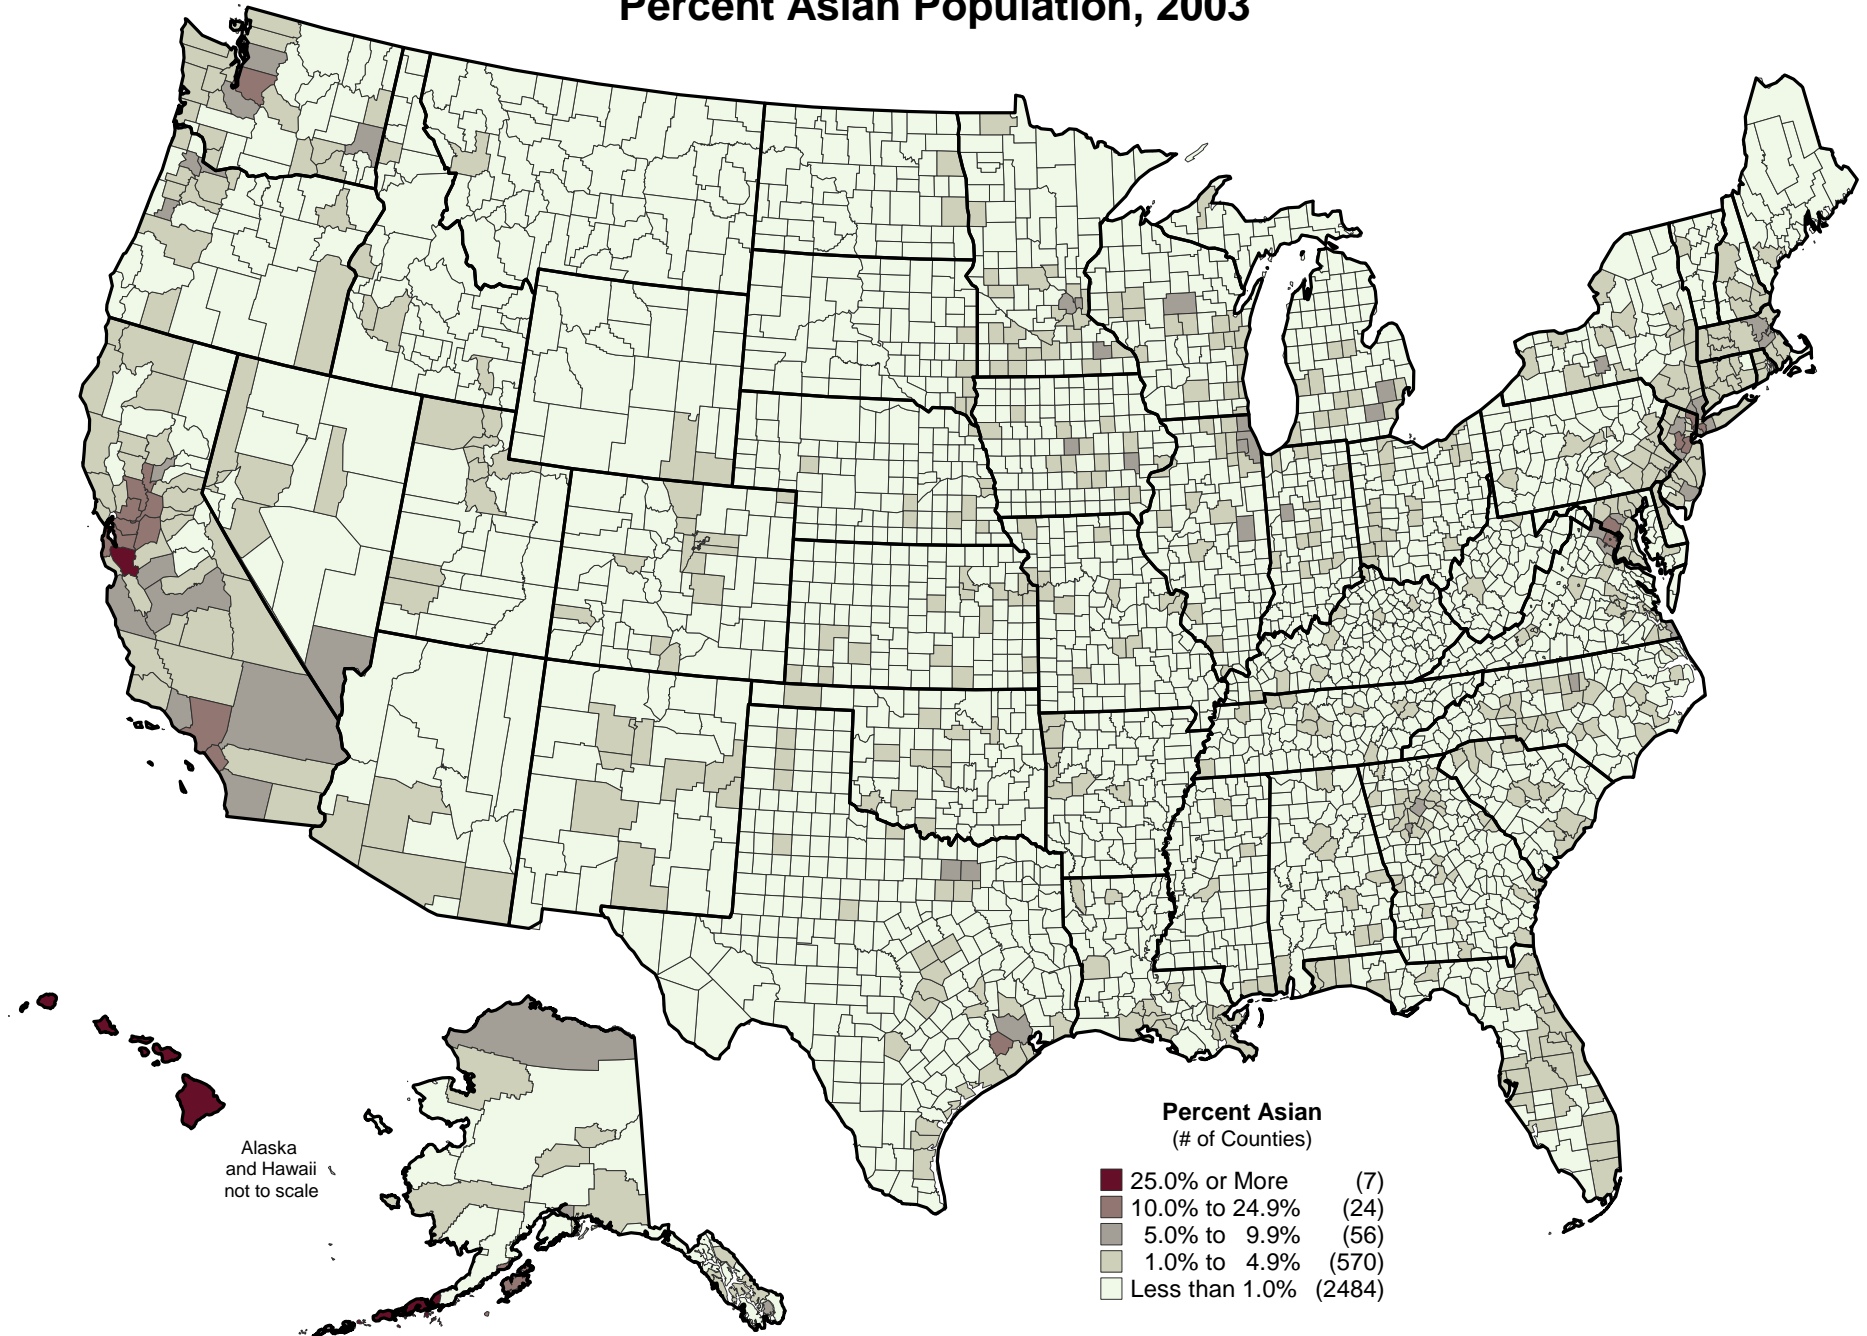 Percent Asian Population, 2003
Alaska
and Hawaii
not to scale
Percent Asian
(# of Counties)
25.0% or More (7)
10.0% to 24.9% (24)
5.0% to 9.9% (56)
1.0% to 4.9% (570)
Less than 1.0% (2484)